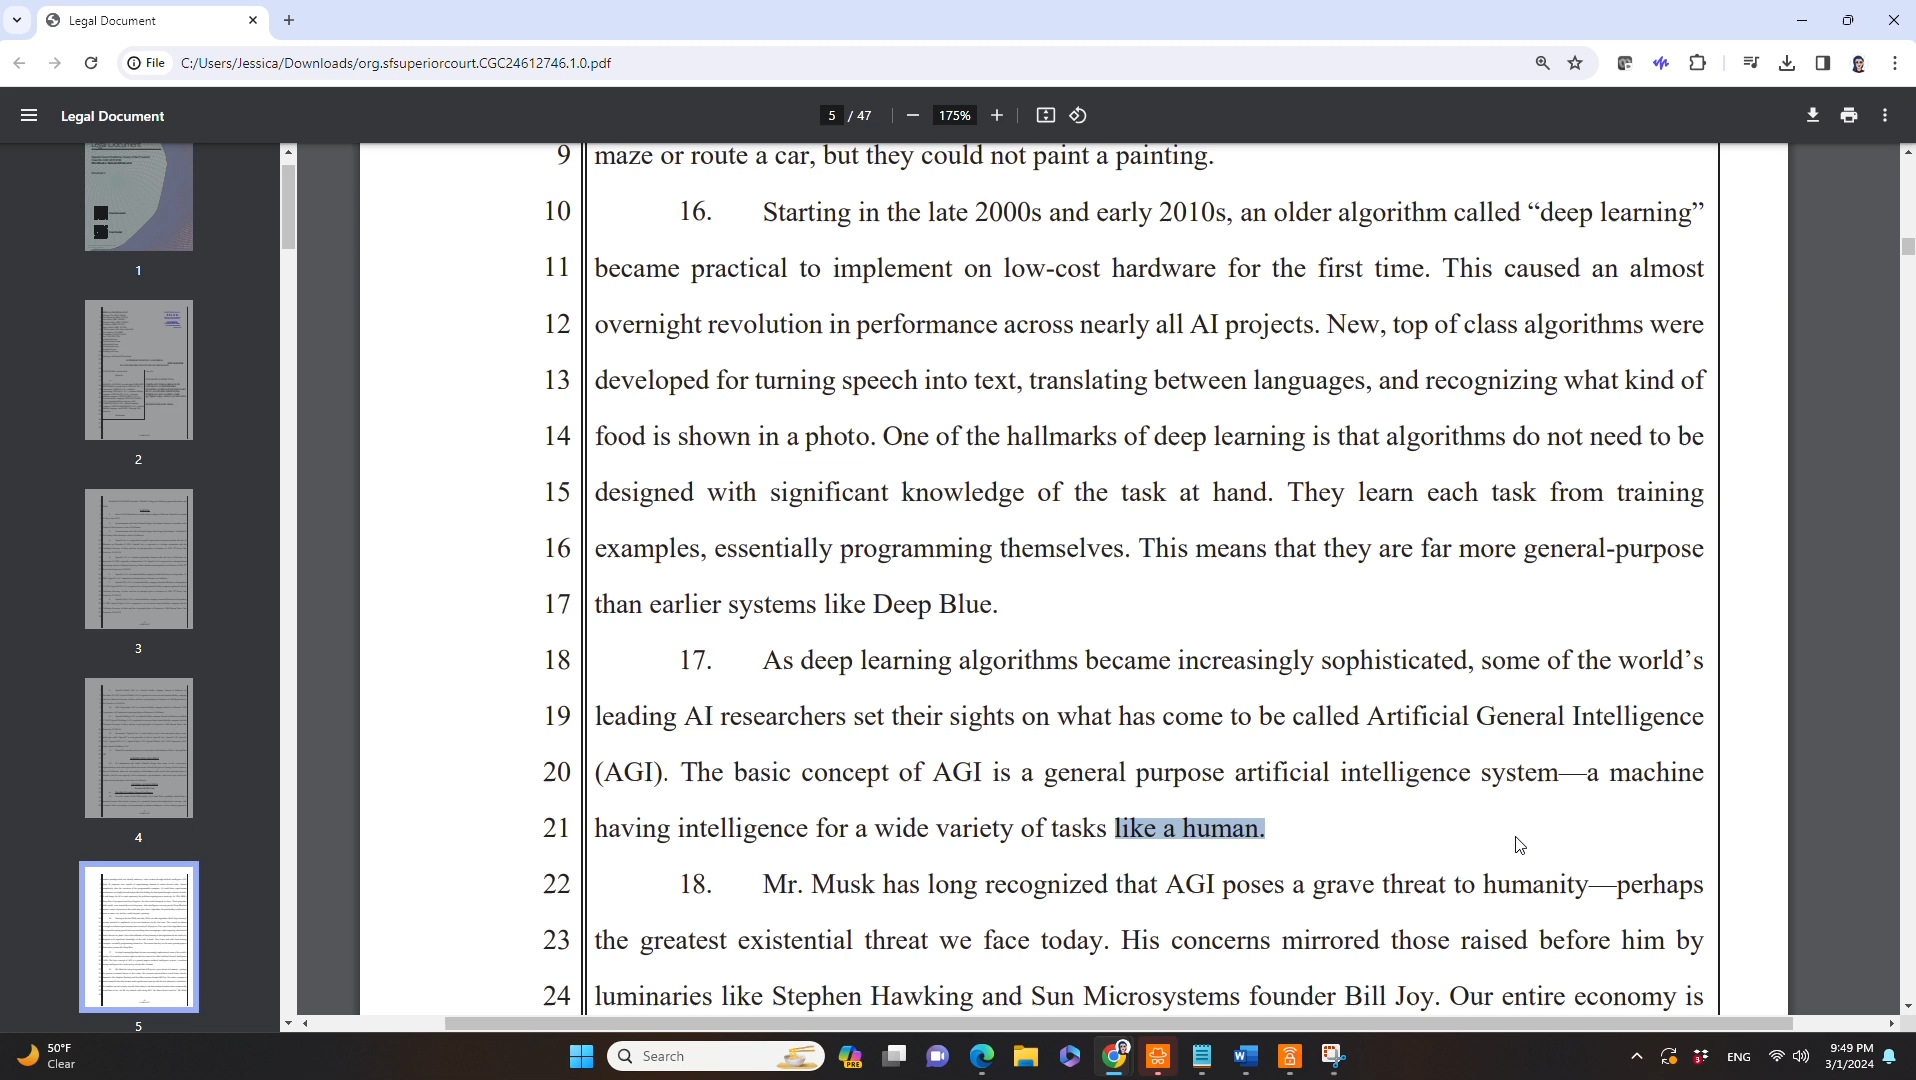 Legal Document
File
C:/Users/Jessica/Downloads/org.sfsuperiorcourt.CGC24612746.1.0.pdf
Legal Document
5 / 47
175%
1
2
3
4
5
9 maze or route a car, but they could not paint a painting.
10 16. Starting in the late 2000s and early 2010s, an older algorithm called “deep learning”
11 became practical to implement on low-cost hardware for the first time. This caused an almost
12 overnight revolution in performance across nearly all AI projects. New, top of class algorithms were
13 developed for turning speech into text, translating between languages, and recognizing what kind of
14 food is shown in a photo. One of the hallmarks of deep learning is that algorithms do not need to be
15 designed with significant knowledge of the task at hand. They learn each task from training
16 examples, essentially programming themselves. This means that they are far more general-purpose
17 than earlier systems like Deep Blue.
18 17. As deep learning algorithms became increasingly sophisticated, some of the world’s
19 leading AI researchers set their sights on what has come to be called Artificial General Intelligence
20 (AGI). The basic concept of AGI is a general purpose artificial intelligence system—a machine
21 having intelligence for a wide variety of tasks like a human.
22 18. Mr. Musk has long recognized that AGI poses a grave threat to humanity—perhaps
23 the greatest existential threat we face today. His concerns mirrored those raised before him by
24 luminaries like Stephen Hawking and Sun Microsystems founder Bill Joy. Our entire economy is
50°F
Clear
Search
PRE
3
ENG
9:49 PM
3/1/2024